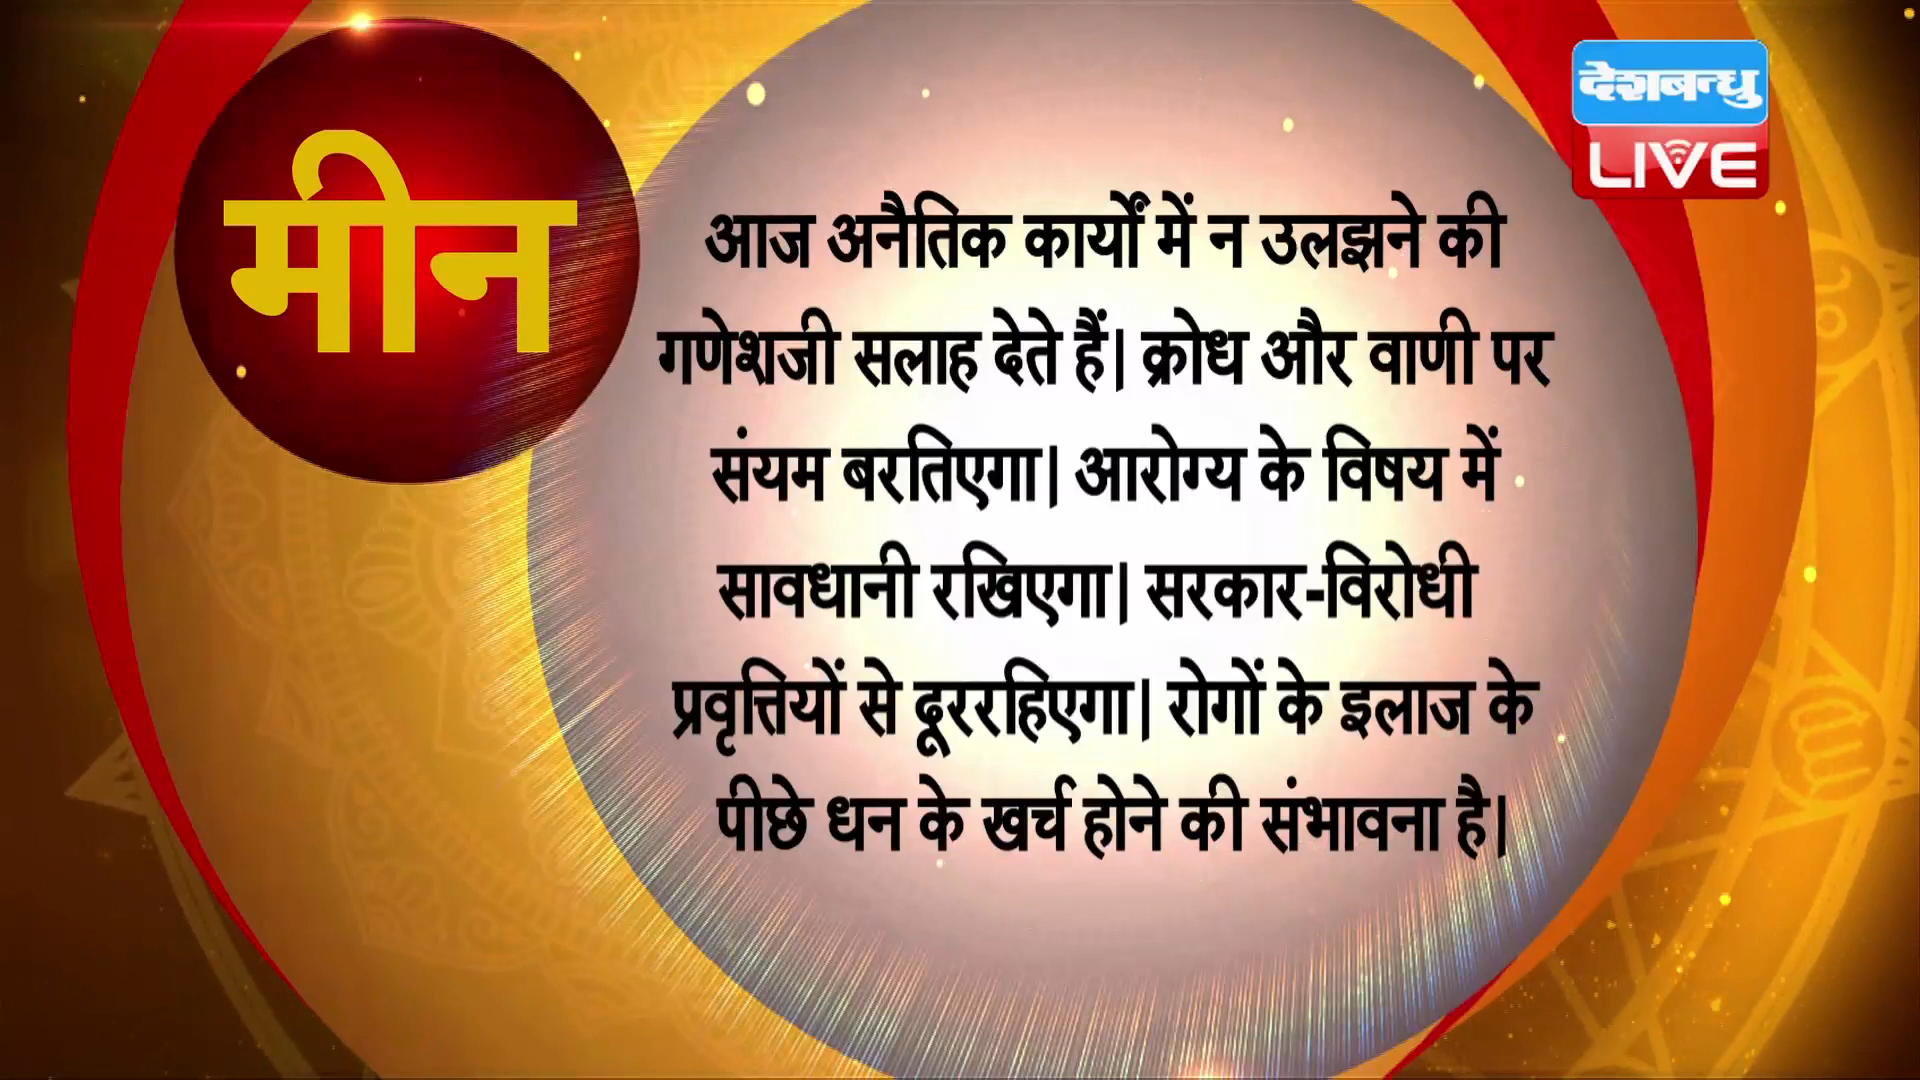 मीन
देशबन्धु
LIVE
आज अनैतिक कार्यों में न उलझने की
गणेशजी सलाह देते हैं| क्रोध और वाणी पर
संयम बरतिएगा| आरोग्य के विषय में
सावधानी रखिएगा| सरकार-विरोधी
प्रवृत्तियों से दूररहिएगा| रोगों के इलाज के
पीछे धन के खर्च होने की संभावना है|